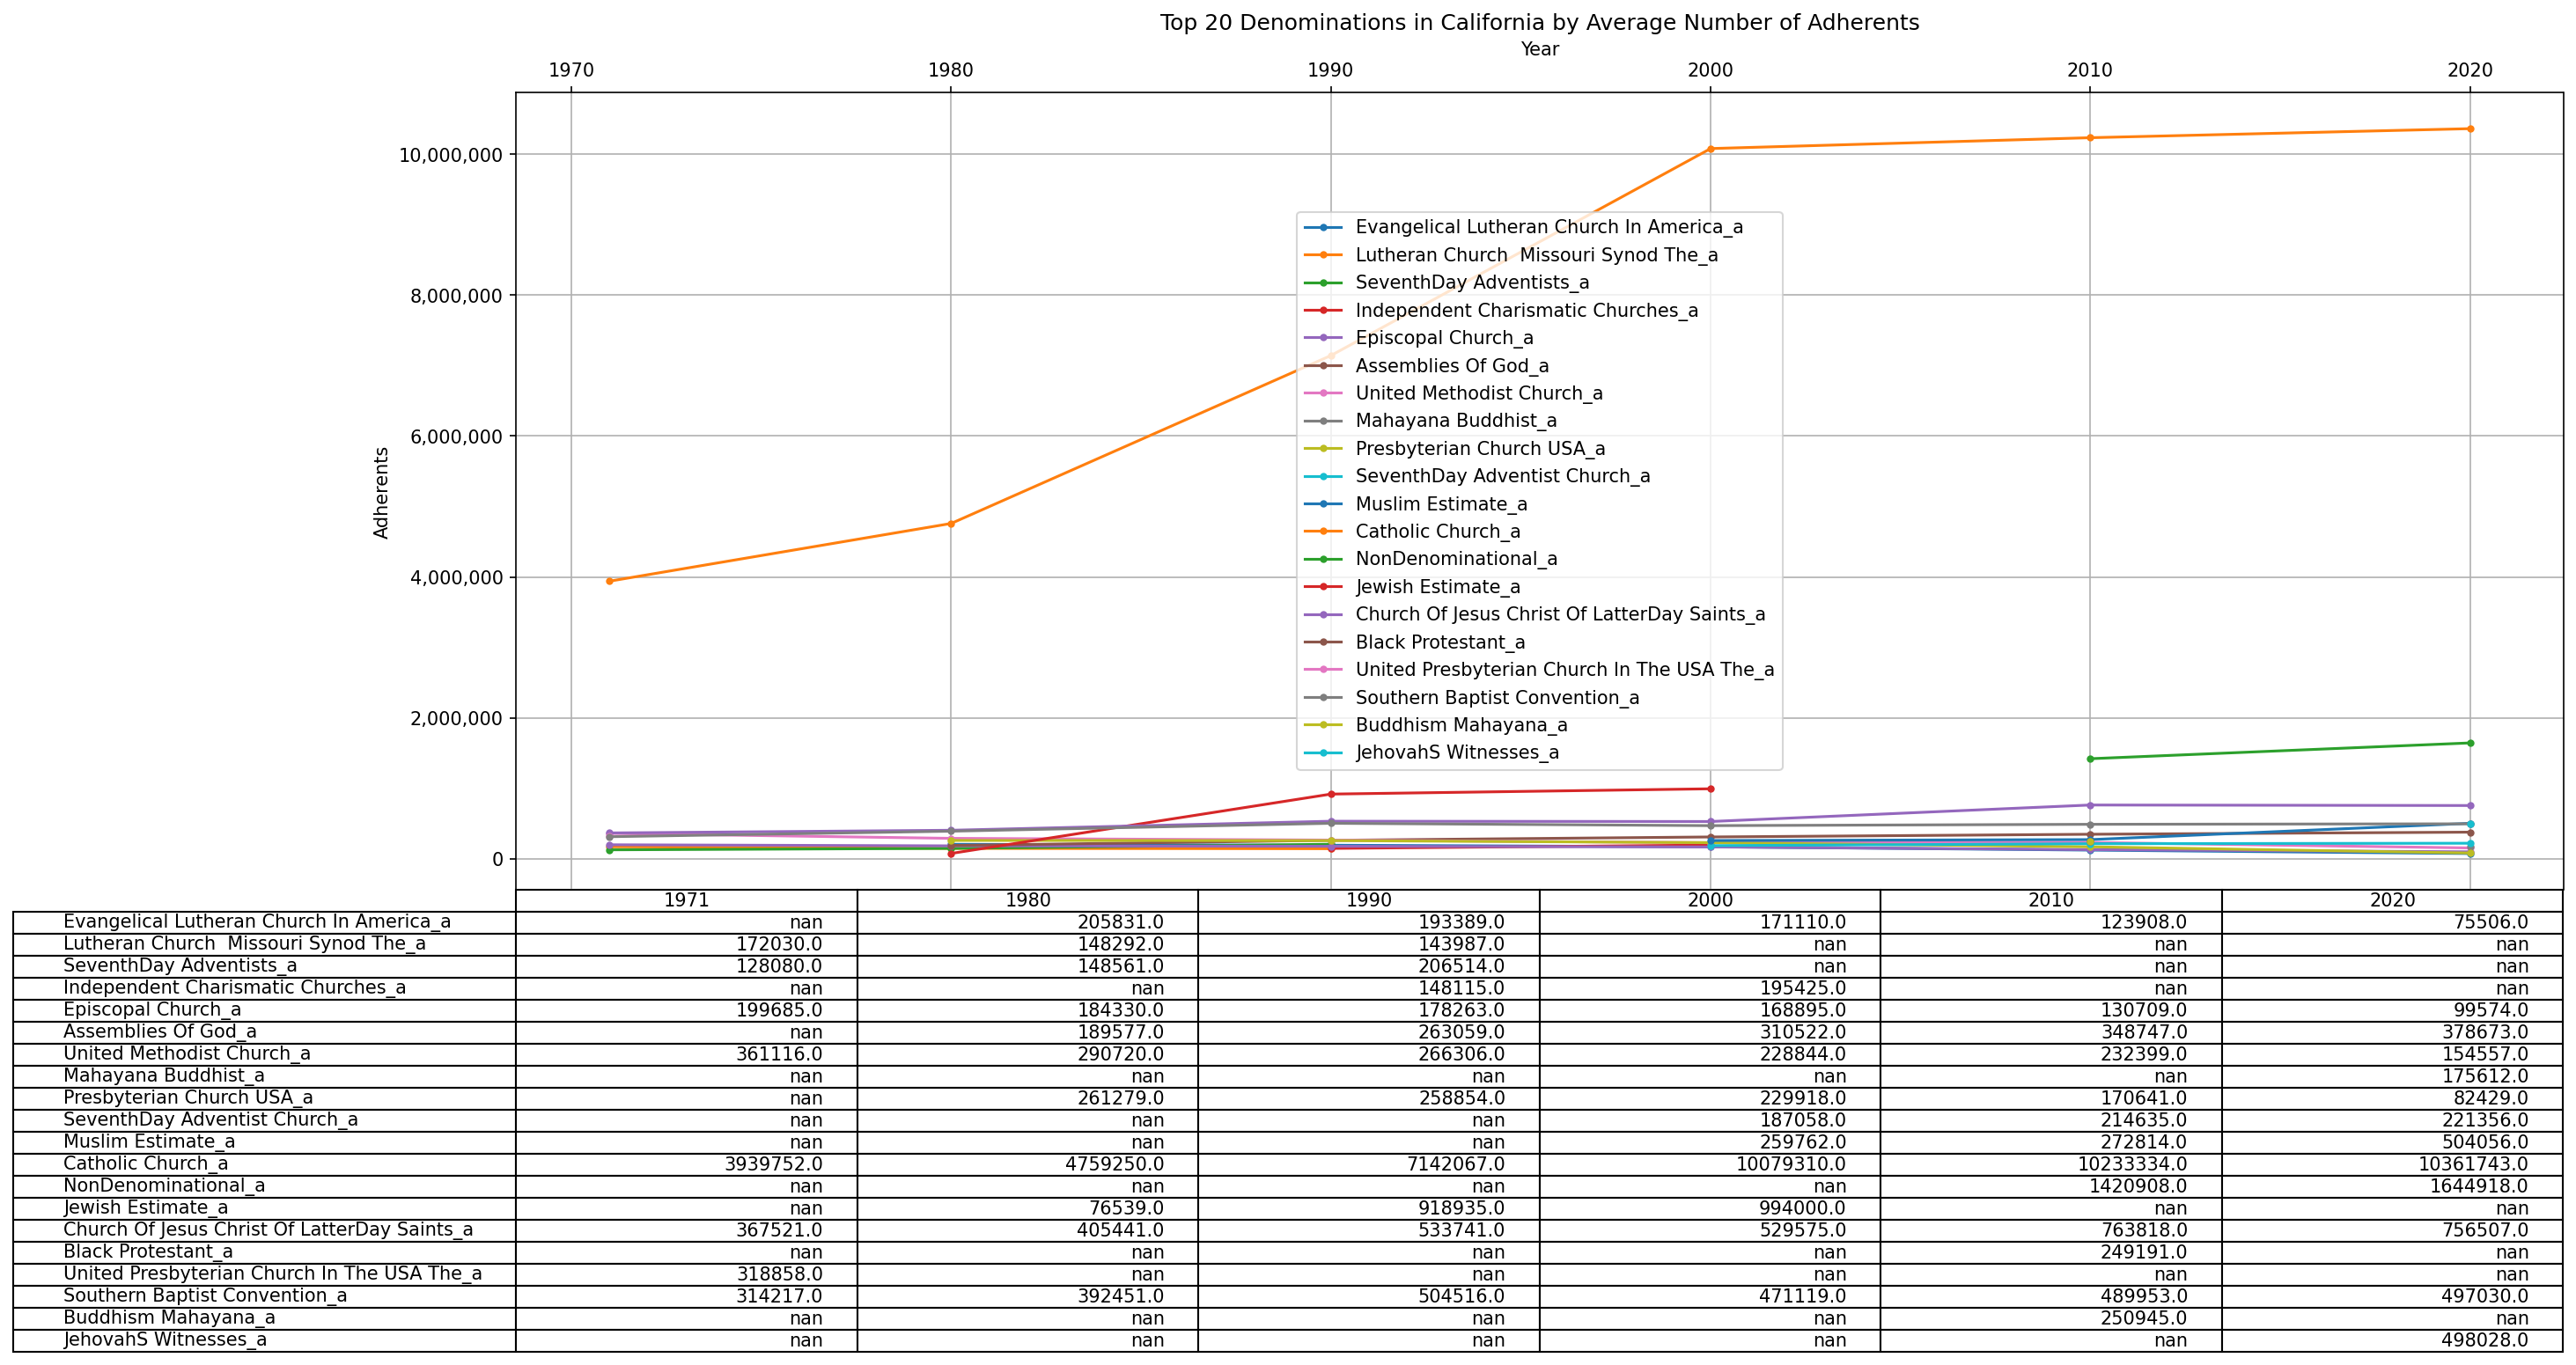 Top 20 Denominations in California by Average Number of Adherents
Year
1970 1980 1990 2000 2010 2020
10,000,000
8,000,000
6,000,000
4,000,000
2,000,000
0
Adherents
Evangelical Lutheran Church In America_a
Lutheran Church  Missouri Synod The_a
SeventhDay Adventists_a
Independent Charismatic Churches_a
Episcopal Church_a
Assemblies Of God_a
United Methodist Church_a
Mahayana Buddhist_a
Presbyterian Church USA_a
SeventhDay Adventist Church_a
Muslim Estimate_a
Catholic Church_a
NonDenominational_a
Jewish Estimate_a
Church Of Jesus Christ Of LatterDay Saints_a
Black Protestant_a
United Presbyterian Church In The USA The_a
Southern Baptist Convention_a
Buddhism Mahayana_a
JehovahS Witnesses_a
1971 1980 1990 2000 2010 2020
Evangelical Lutheran Church In America_a nan 205831.0 193389.0 171110.0 123908.0 75506.0
Lutheran Church  Missouri Synod The_a 172030.0 148292.0 143987.0 nan nan nan
SeventhDay Adventists_a 128080.0 148561.0 206514.0 nan nan nan
Independent Charismatic Churches_a nan nan 148115.0 195425.0 nan nan
Episcopal Church_a 199685.0 184330.0 178263.0 168895.0 130709.0 99574.0
Assemblies Of God_a nan 189577.0 263059.0 310522.0 348747.0 378673.0
United Methodist Church_a 361116.0 290720.0 266306.0 228844.0 232399.0 154557.0
Mahayana Buddhist_a nan nan nan nan nan 175612.0
Presbyterian Church USA_a nan 261279.0 258854.0 229918.0 170641.0 82429.0
SeventhDay Adventist Church_a nan nan nan 187058.0 214635.0 221356.0
Muslim Estimate_a nan nan nan 259762.0 272814.0 504056.0
Catholic Church_a 3939752.0 4759250.0 7142067.0 10079310.0 10233334.0 10361743.0
NonDenominational_a nan nan nan nan 1420908.0 1644918.0
Jewish Estimate_a nan 76539.0 918935.0 994000.0 nan nan
Church Of Jesus Christ Of LatterDay Saints_a 367521.0 405441.0 533741.0 529575.0 763818.0 756507.0
Black Protestant_a nan nan nan nan 249191.0 nan
United Presbyterian Church In The USA The_a 318858.0 nan nan nan nan nan
Southern Baptist Convention_a 314217.0 392451.0 504516.0 471119.0 489953.0 497030.0
Buddhism Mahayana_a nan nan nan nan 250945.0 nan
JehovahS Witnesses_a nan nan nan nan nan 498028.0